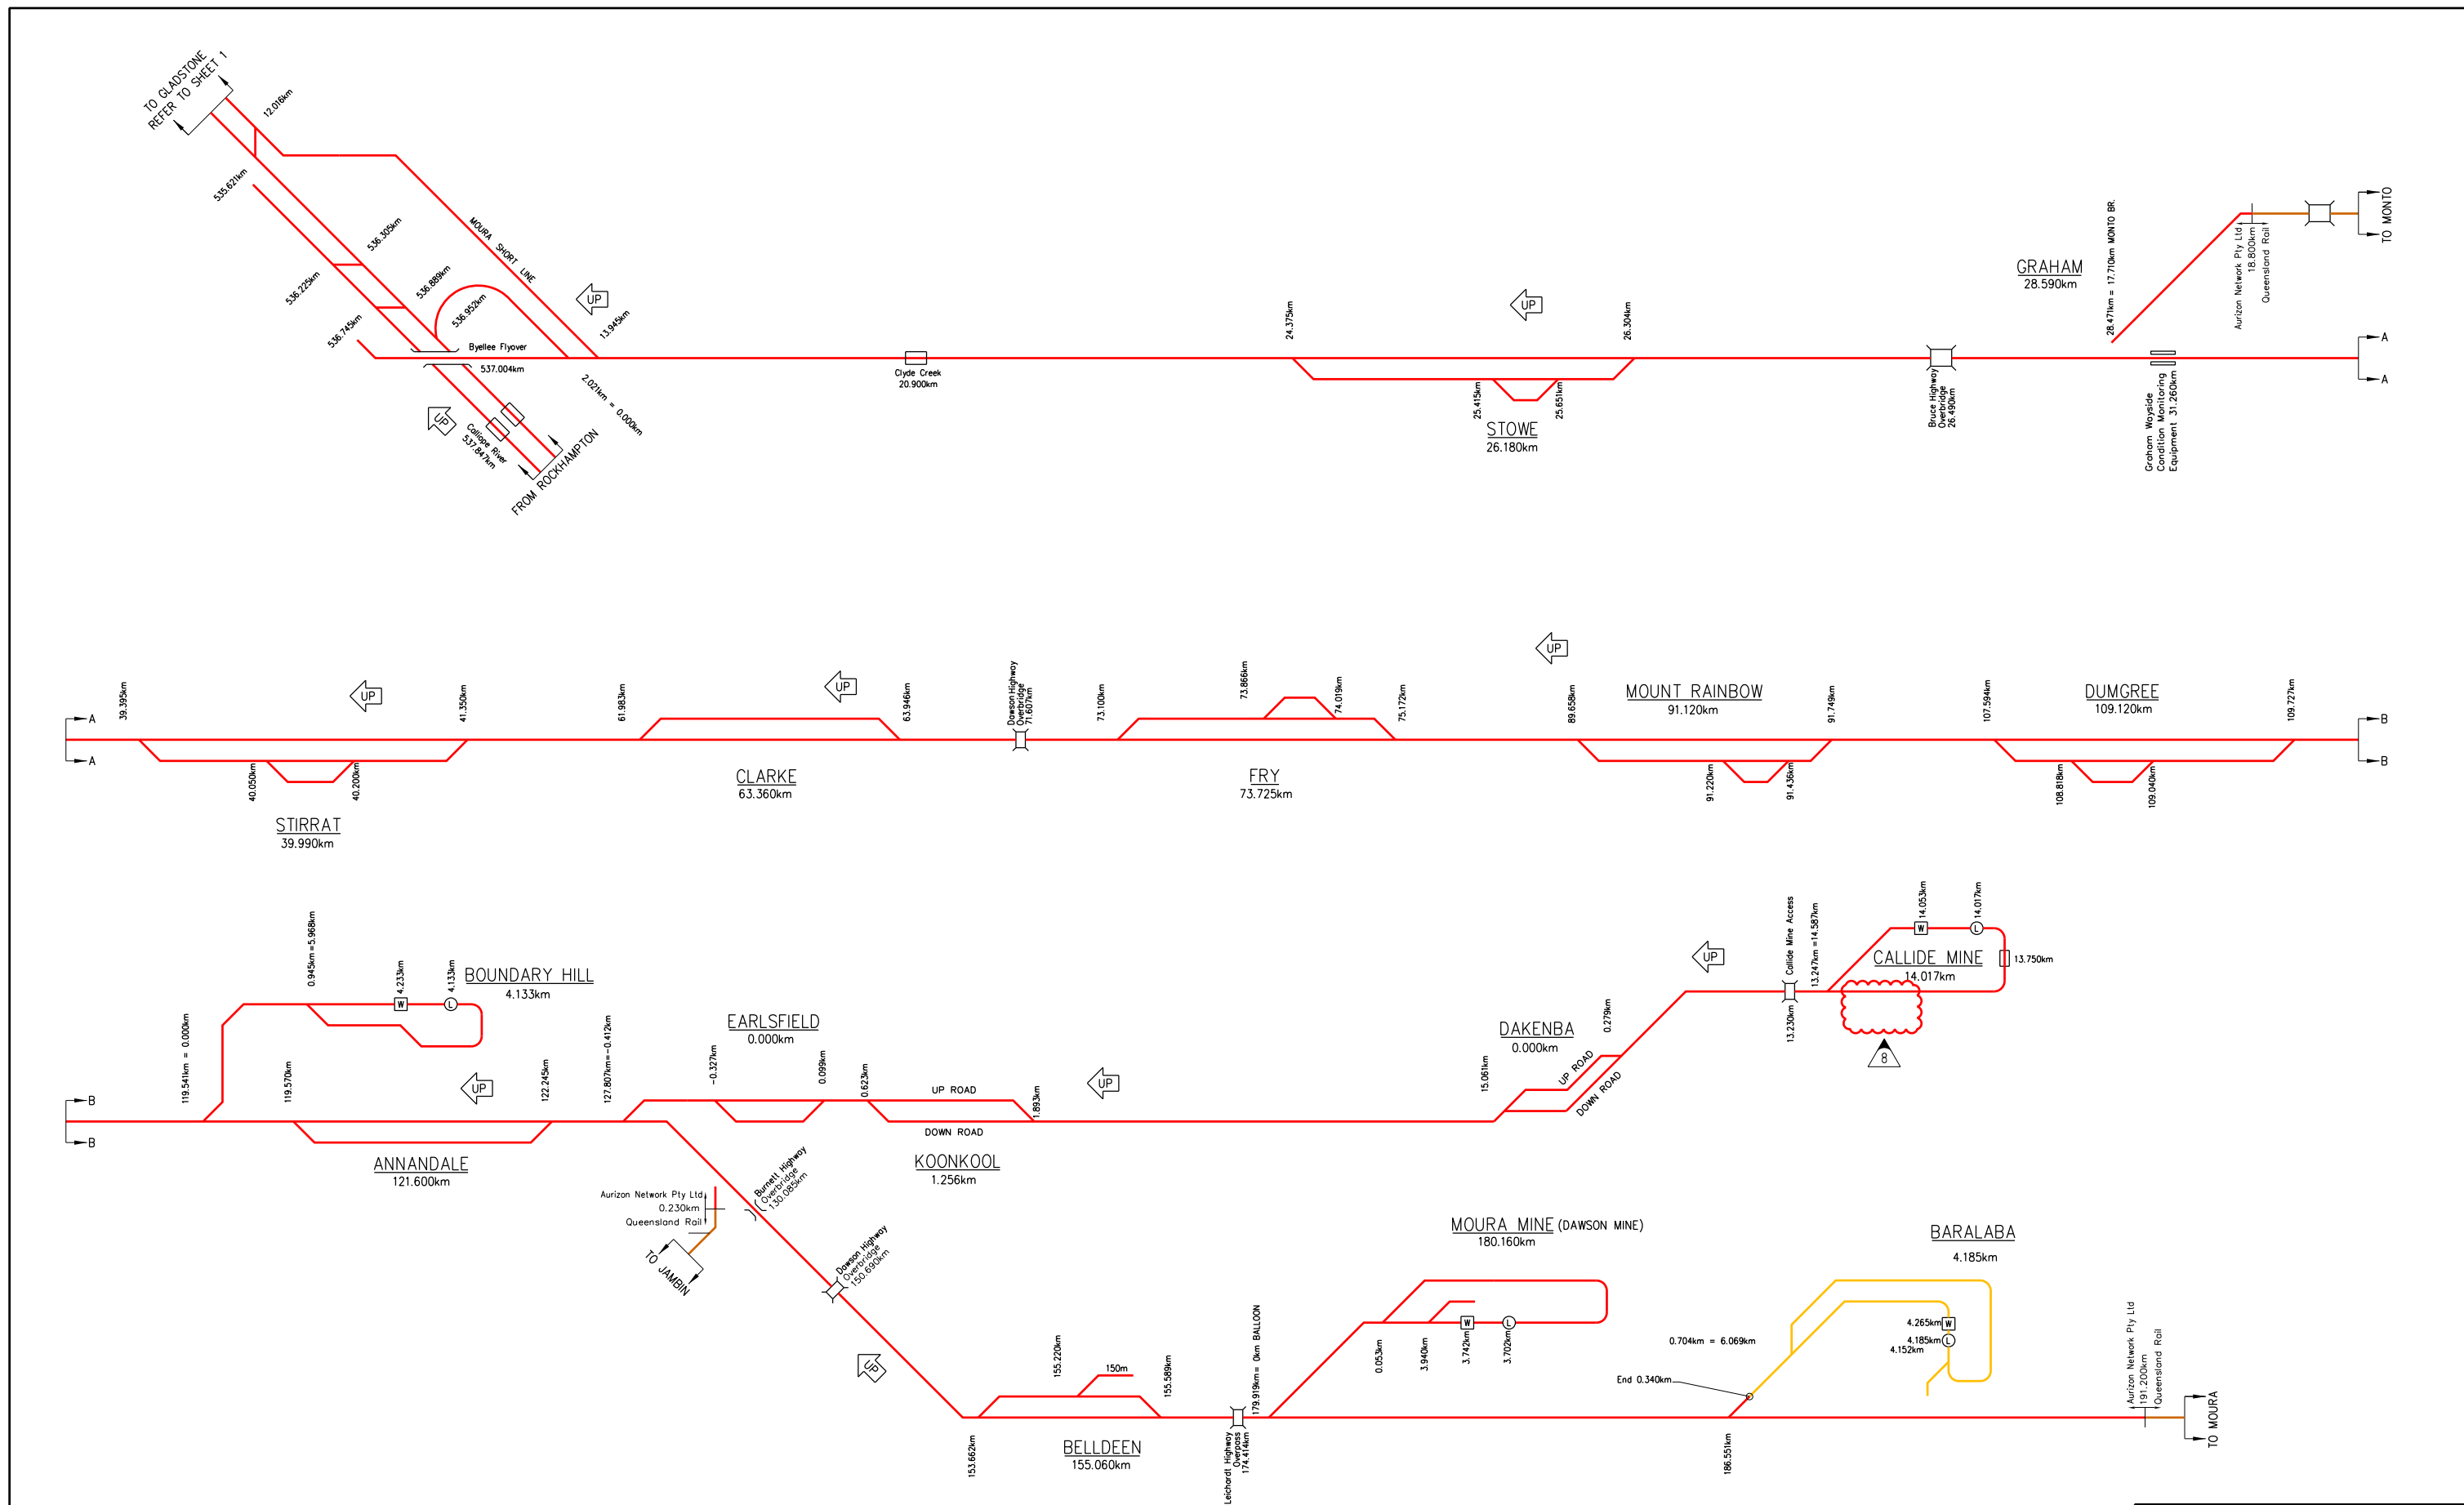 TO GLADSTONE
REFER TO SHEET 1
12.016km
535.621km
536.305km
536.225km
536.889km
536.952km
536.745km
MOURA SHORT LINE
UP
13.945km
Byellee Flyover
537.004km
2.021km = 0.000km
UP
Calliope River
537.847km
FROM ROCKHAMPTON
Clyde Creek
20.900km
24.375km
UP
26.304km
25.415km
25.651km
STOWE
26.180km
Bruce Highway
Overbridge
26.490km
GRAHAM
28.590km
28.471km = 17.710km MONTO BR.
Graham Wayside
Condition Monitoring
Equipment 31.260km
Aurizon Network Pty Ltd
18.800km
Queensland Rail
TO MONTO
A
A
A
A
39.395km
UP
41.350km
40.050km
40.200km
STIRRAT
39.990km
61.983km
UP
63.946km
CLARKE
63.360km
Dawson Highway
Overbridge
71.607km
73.100km
73.866km
74.019km
75.172km
FRY
73.725km
UP
89.658km
MOUNT RAINBOW
91.120km
91.749km
91.220km
91.436km
107.594km
DUMGREE
109.120km
109.727km
108.818km
109.040km
B
B
B
B
119.541km = 0.000km
0.945km=5.968km
W
4.233km
L
4.133km
BOUNDARY HILL
4.133km
119.570km
UP
122.245km
ANNANDALE
121.600km
127.807km=-0.412km
EARLSFIELD
0.000km
-0.327km
0.099km
0.623km
UP ROAD
DOWN ROAD
1.893km
KOONKOOL
1.256km
UP
15.061km
DAKENBA
0.000km
0.279km
UP ROAD
DOWN ROAD
UP
13.230km Callide Mine Access
13.247km =14.587km
W
14.053km
L
14.017km
CALLIDE MINE
14.017km
13.750km
8
Aurizon Network Pty Ltd
0.230km
Queensland Rail
TO JAMBIN
Burnett Highway
Overbridge
130.085km
Dawson Highway
Overbridge
150.690km
UP
153.662km
155.220km
150m
155.589km
BELLDEEN
155.060km
Leichardt Highway
Overpass
174.414km
179.919km= 0km BALLOON
MOURA MINE (DAWSON MINE)
180.160km
0.053km
3.940km
W
3.742km
L
3.702km
BARALABA
4.185km
0.704km = 6.069km
4.265km W
4.185km L
4.152km
End 0.340km
186.551km
Aurizon Network Pty Ltd
191.200km
Queensland Rail
TO MOURA